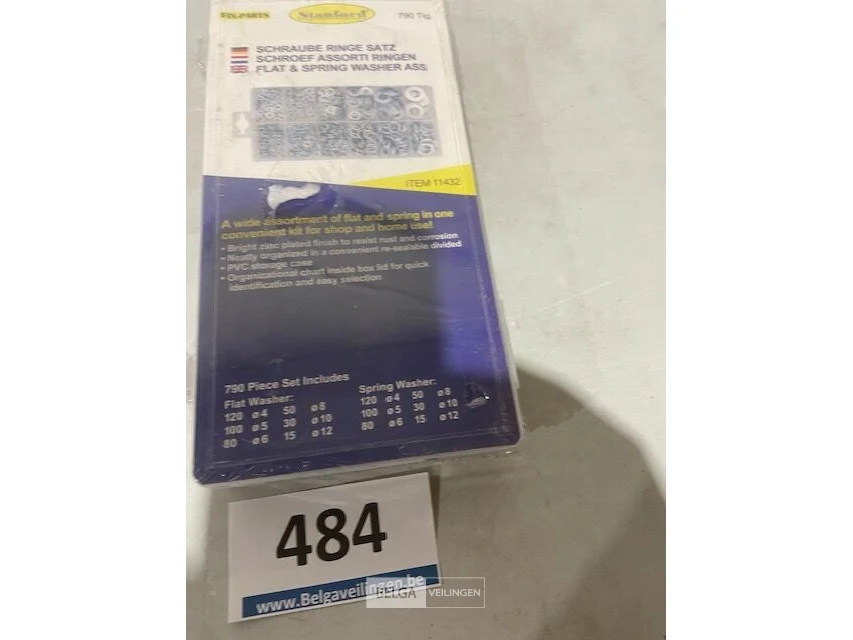 FIX-PARTS
Stanford
790 Tlg.
SCHRAUBE RINGE SATZ
SCHROEF ASSORTI RINGEN
FLAT & SPRING WASHER ASS
ITEM 11432
A wide assortment of flat and spring in one
convenient kit for shop and home use!
• Bright zinc plated finish to resist rust and corrosion
• Neatly organized in a convenient re-sealable divided
• PVC storage case
• Organizational chart inside box lid for quick
identification and easy selection
790 Piece Set Includes
Flat Washer:
120 ø4 50 ø8
100 ø5 30 ø10
80 ø6 15 ø12
Spring Washer:
120 ø4 50 ø8
100 ø5 30 ø10
80 ø6 15 ø12
484
www.Belgaveilingen.be
BELGA VEILINGEN